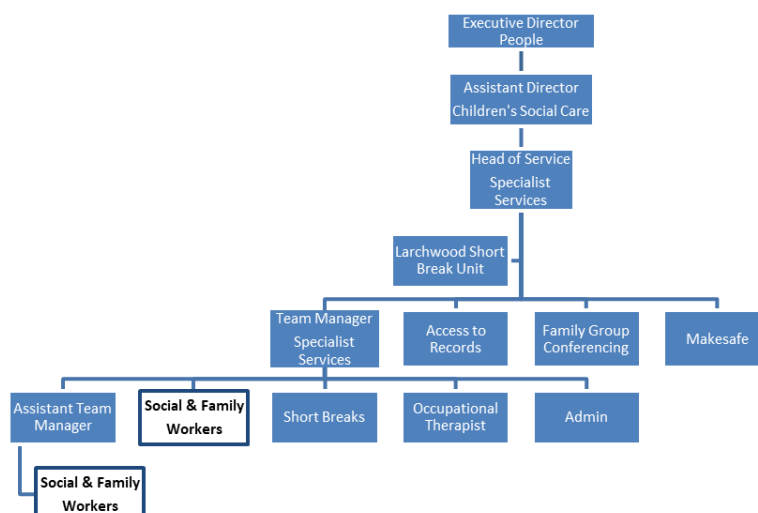 Executive Director
People
Assistant Director
Children's Social Care
Head of Service
Specialist
Services
Larchwood Short
Break Unit
Team Manager
Specialist
Services
Access to
Records
Family Group
Conferencing
Makesafe
Assistant Team
Manager
Social & Family
Workers
Short Breaks
Occupational
Therapist
Admin
Social & Family
Workers